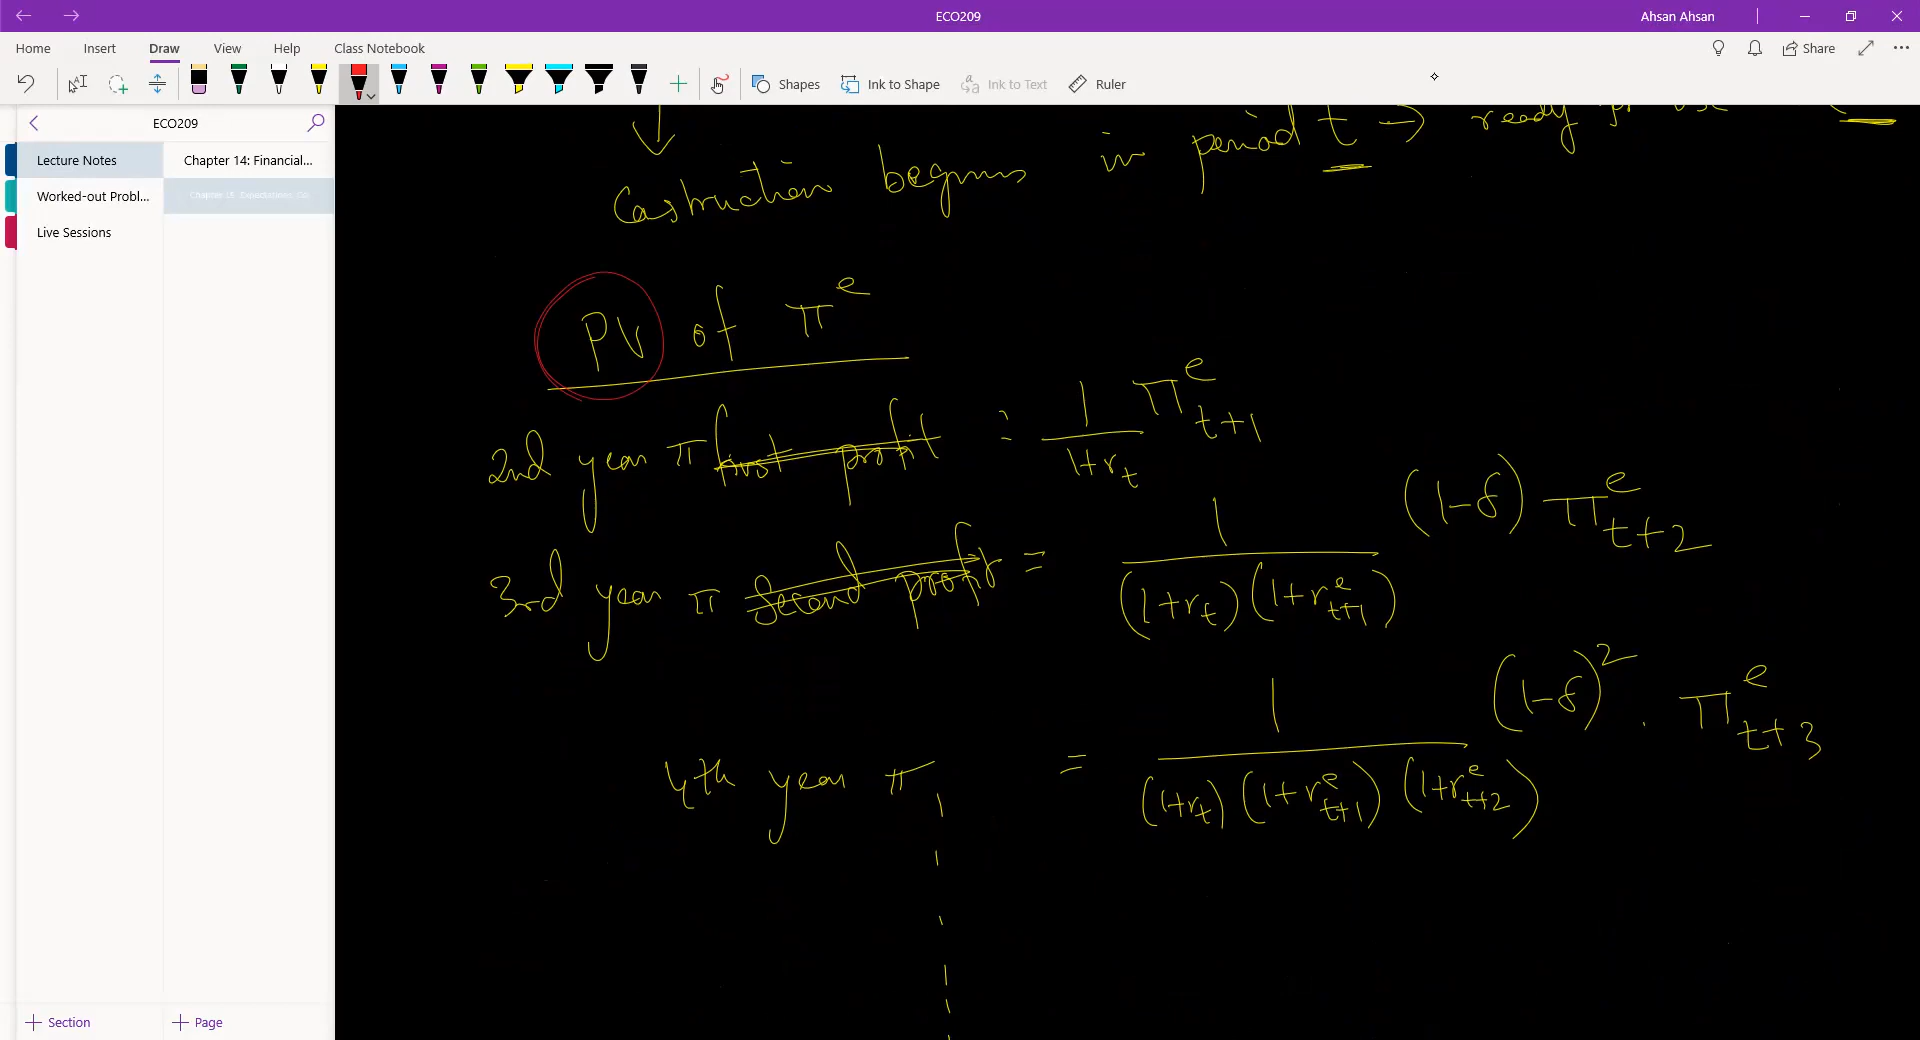 ECO209
Ahsan Ahsan
Home Insert Draw View Help Class Notebook
Share
Shapes Ink to Shape Ink to Text Ruler
ECO209
Lecture Notes
Worked-out Probl...
Live Sessions
Chapter 14: Financial...
+ Section
+ Page
in period t → ready
Castruction begins
PV of π^e
2nd year π first profit = 1/(1+r_t) π^e_{t+1}
3rd year π second profit = 1/((1+r_t)(1+r^e_{t+1})) (1-δ) π^e_{t+2}
4th year π = 1/((1+r_t)(1+r^e_{t+1})(1+r^e_{t+2})) (1-δ)^2 . π^e_{t+3}